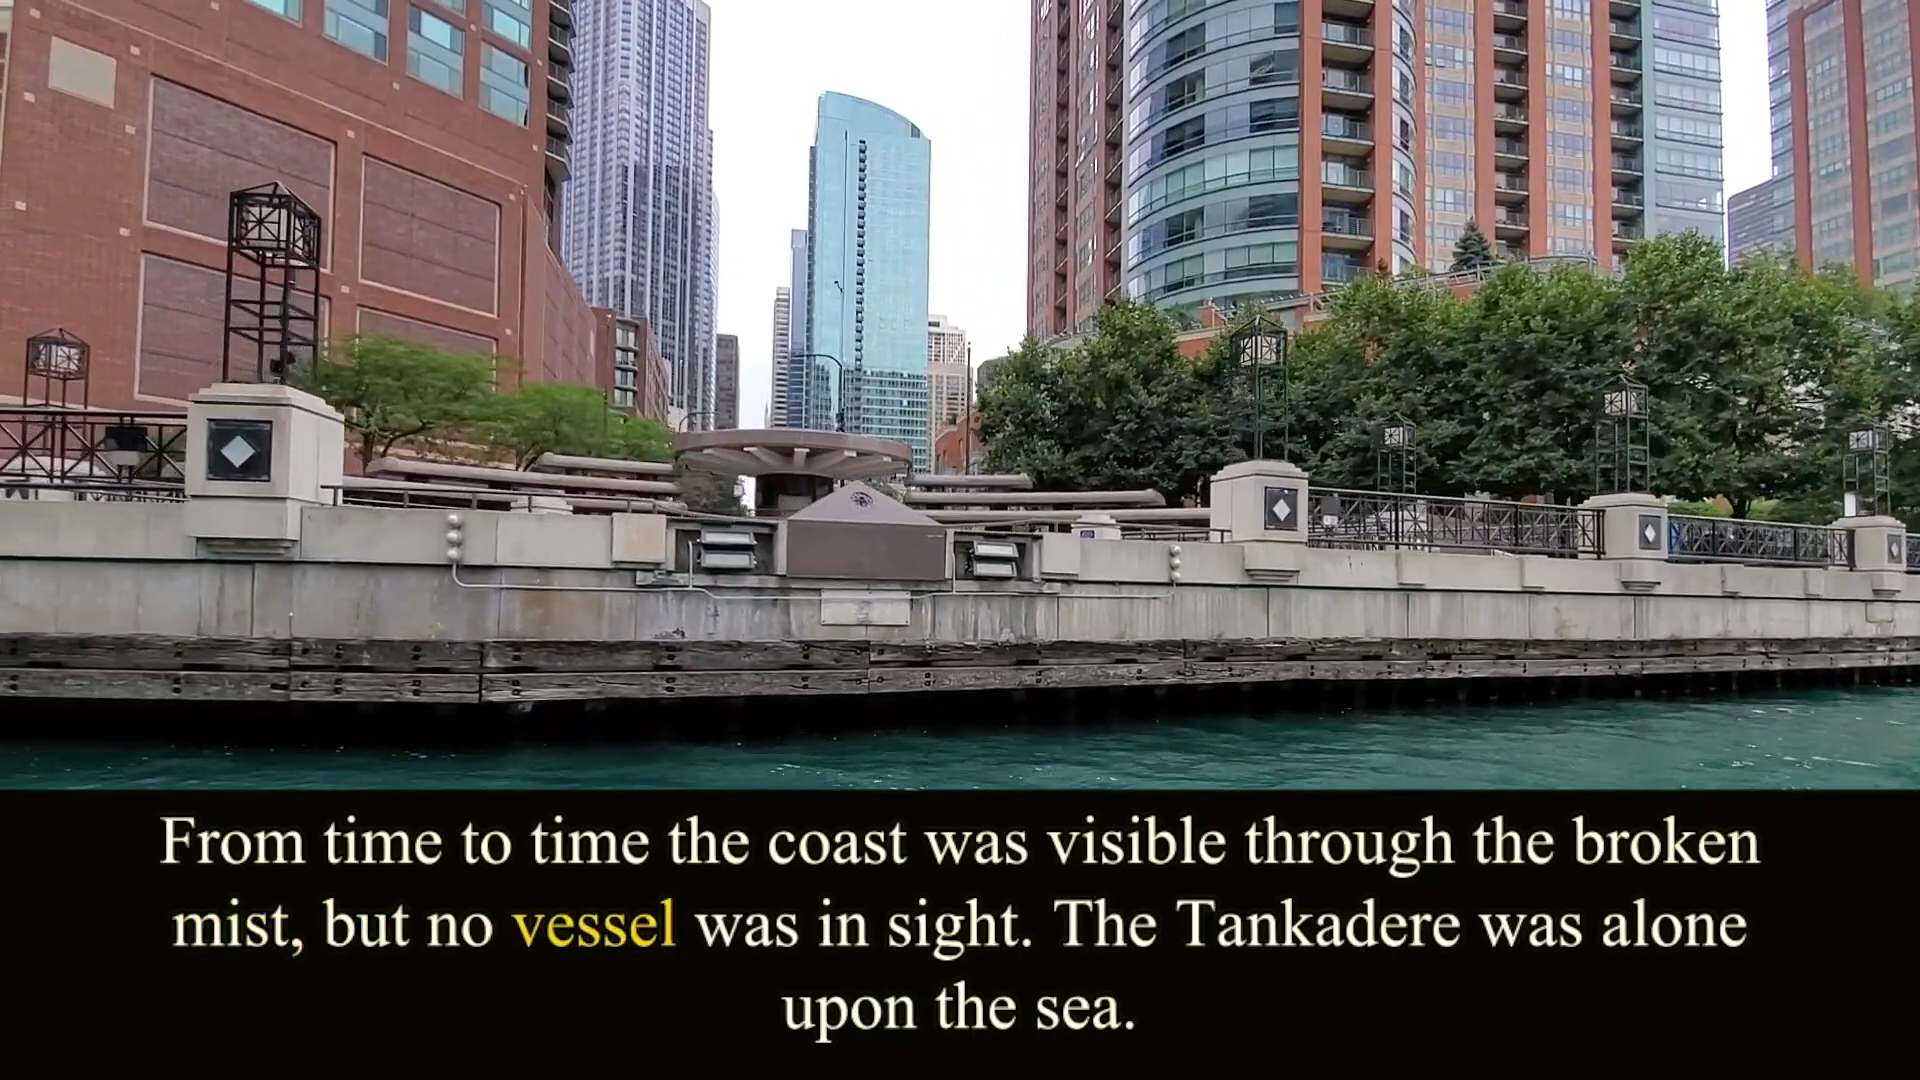 From time to time the coast was visible through the broken
mist, but no vessel was in sight. The Tankadere was alone
upon the sea.